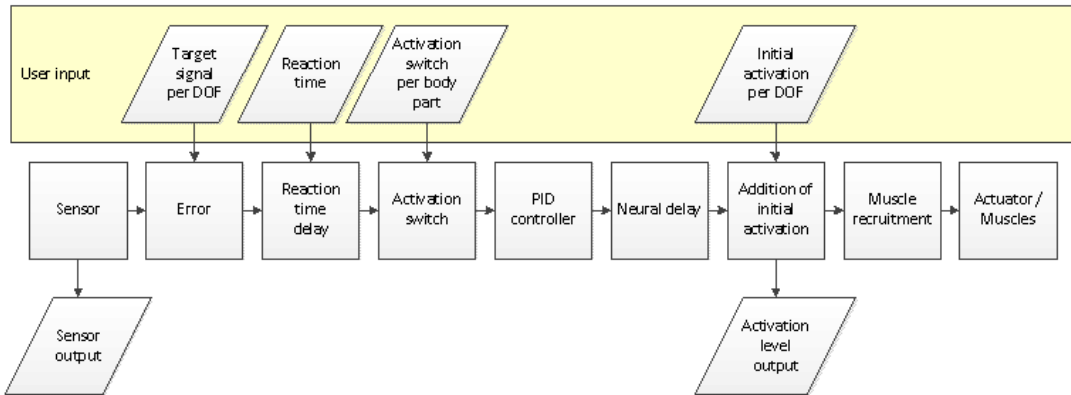 User input
Target
signal
per DOF
Reaction
time
Activation
switch
per body
part
Initial
activation
per DOF
Sensor
Error
Reaction
time
delay
Activation
switch
PID
controller
Neural delay
Addition of
initial
activation
Muscle
recruitment
Actuator /
Muscles
Sensor
output
Activation
level
output